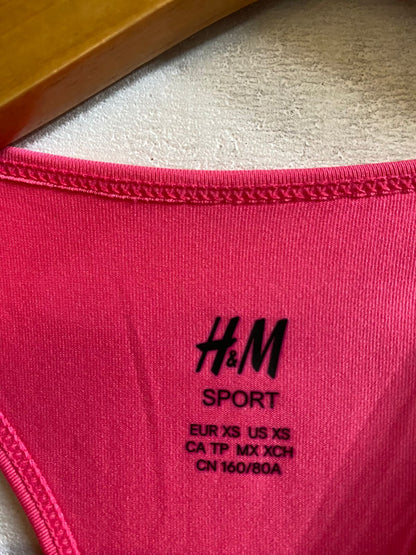 H&M
SPORT
EUR XS US XS
CA TP MX XCH
CN 160/80A